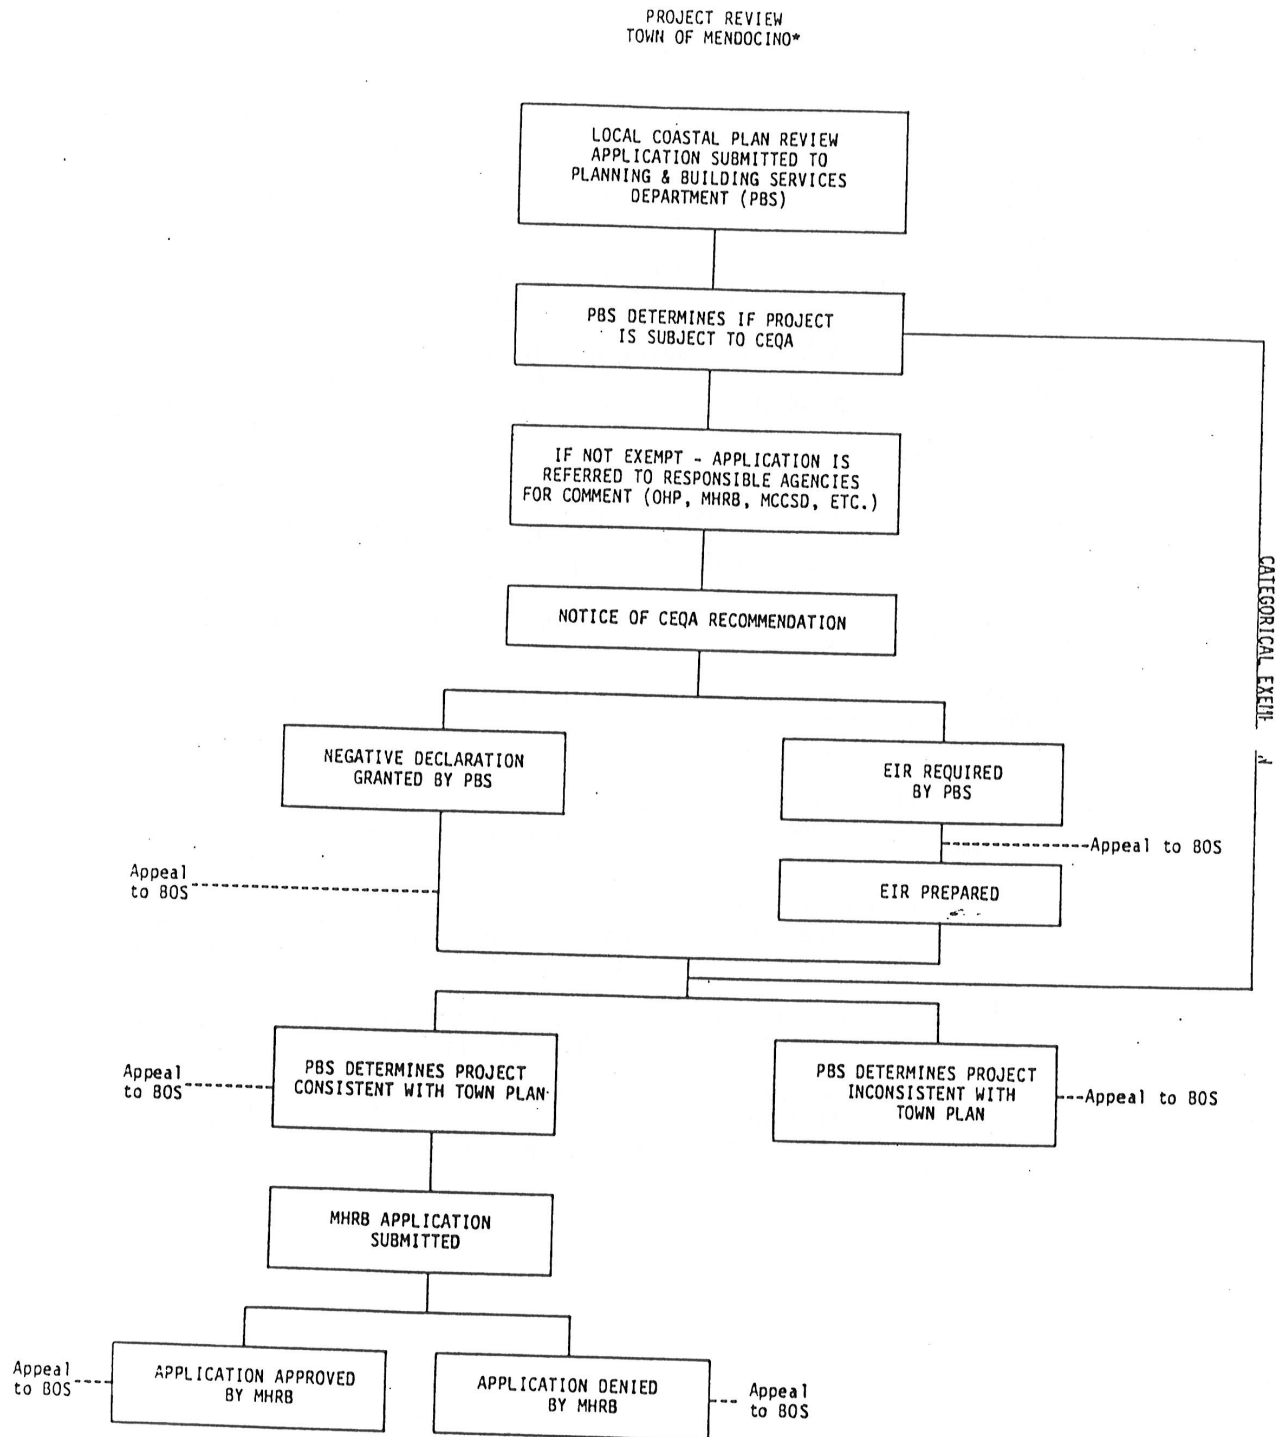 PROJECT REVIEW
TOWN OF MENDOCINO*
LOCAL COASTAL PLAN REVIEW
APPLICATION SUBMITTED TO
PLANNING & BUILDING SERVICES
DEPARTMENT (PBS)
PBS DETERMINES IF PROJECT
IS SUBJECT TO CEQA
IF NOT EXEMPT - APPLICATION IS
REFERRED TO RESPONSIBLE AGENCIES
FOR COMMENT (OHP, MHRB, MCCSD, ETC.)
NOTICE OF CEQA RECOMMENDATION
CATEGORICAL
NEGATIVE DECLARATION
GRANTED BY PBS
EIR REQUIRED
BY PBS
Appeal to BOS
Appeal
to BOS
EIR PREPARED
PBS DETERMINES PROJECT
CONSISTENT WITH TOWN PLAN
Appeal
to BOS
PBS DETERMINES PROJECT
INCONSISTENT WITH
TOWN PLAN
Appeal to BOS
MHRB APPLICATION
SUBMITTED
Appeal
to BOS
APPLICATION APPROVED
BY MHRB
APPLICATION DENIED
BY MHRB
Appeal
to BOS